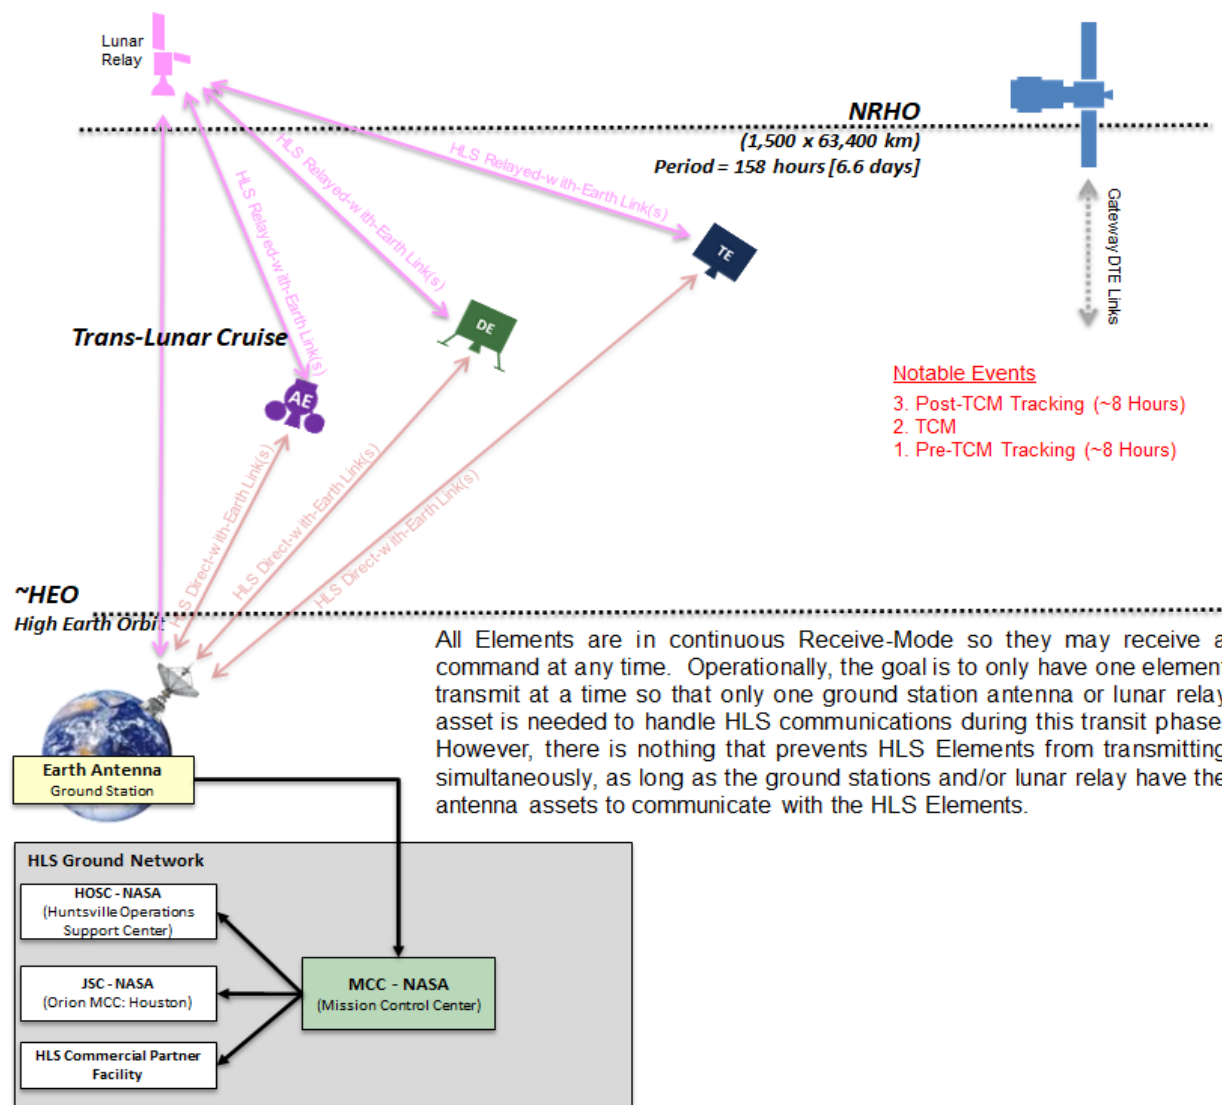 Lunar
Relay
NRHO
(1,500 x 63,400 km)
Period = 158 hours [6.6 days]
HLS Relayed-with-Earth Link(s)
HLS Relayed-with-Earth Link(s)
HLS Relayed-with-Earth Link(s)
Gateway DTE Links
TE
DE
AE
Trans-Lunar Cruise
Notable Events
3. Post-TCM Tracking (~8 Hours)
2. TCM
1. Pre-TCM Tracking (~8 Hours)
HLS Direct-with-Earth Link(s)
HLS Direct-with-Earth Link(s)
HLS Direct-with-Earth Link(s)
~HEO
High Earth Orbit
All Elements are in continuous Receive-Mode so they may receive a
command at any time. Operationally, the goal is to only have one element
transmit at a time so that only one ground station antenna or lunar relay
asset is needed to handle HLS communications during this transit phase
However, there is nothing that prevents HLS Elements from transmitting
simultaneously, as long as the ground stations and/or lunar relay have the
antenna assets to communicate with the HLS Elements.
Earth Antenna
Ground Station
HLS Ground Network
HOSC - NASA
(Huntsville Operations
Support Center)
JSC - NASA
(Orion MCC: Houston)
HLS Commercial Partner
Facility
MCC - NASA
(Mission Control Center)